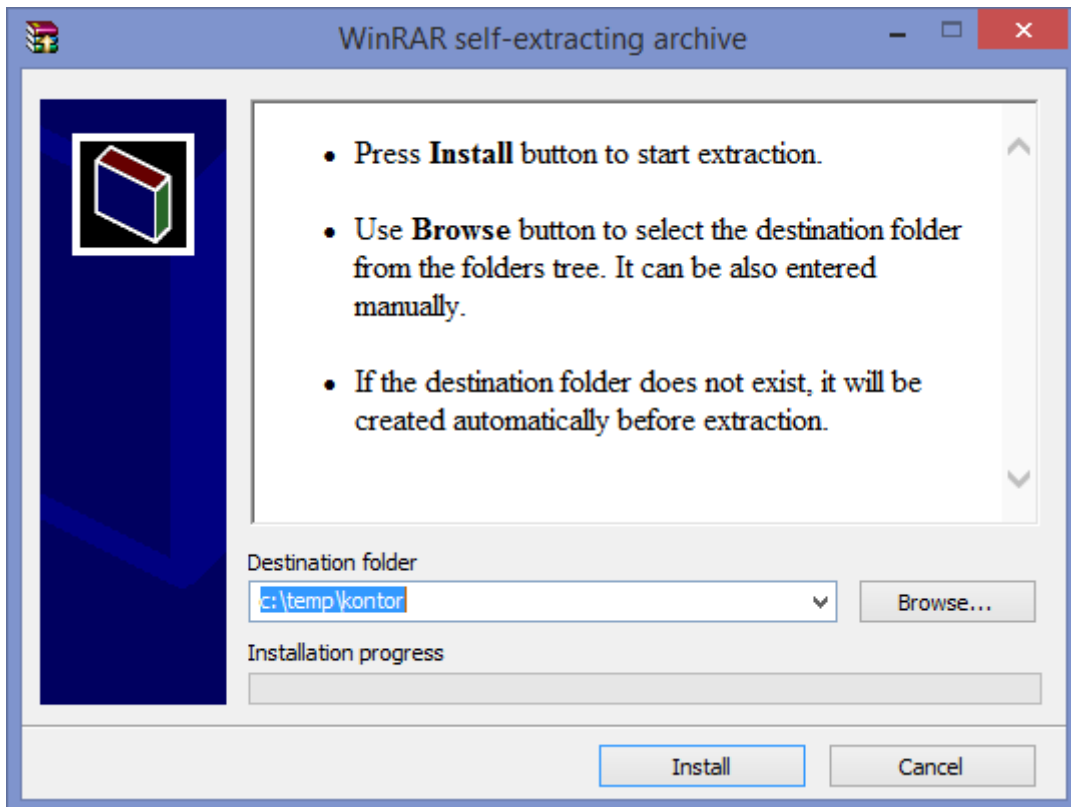 WinRAR self-extracting archive
• Press Install button to start extraction.
• Use Browse button to select the destination folder
from the folders tree. It can be also entered
manually.
• If the destination folder does not exist, it will be
created automatically before extraction.
Destination folder
c:\temp\kontor
Browse...
Installation progress
Install
Cancel